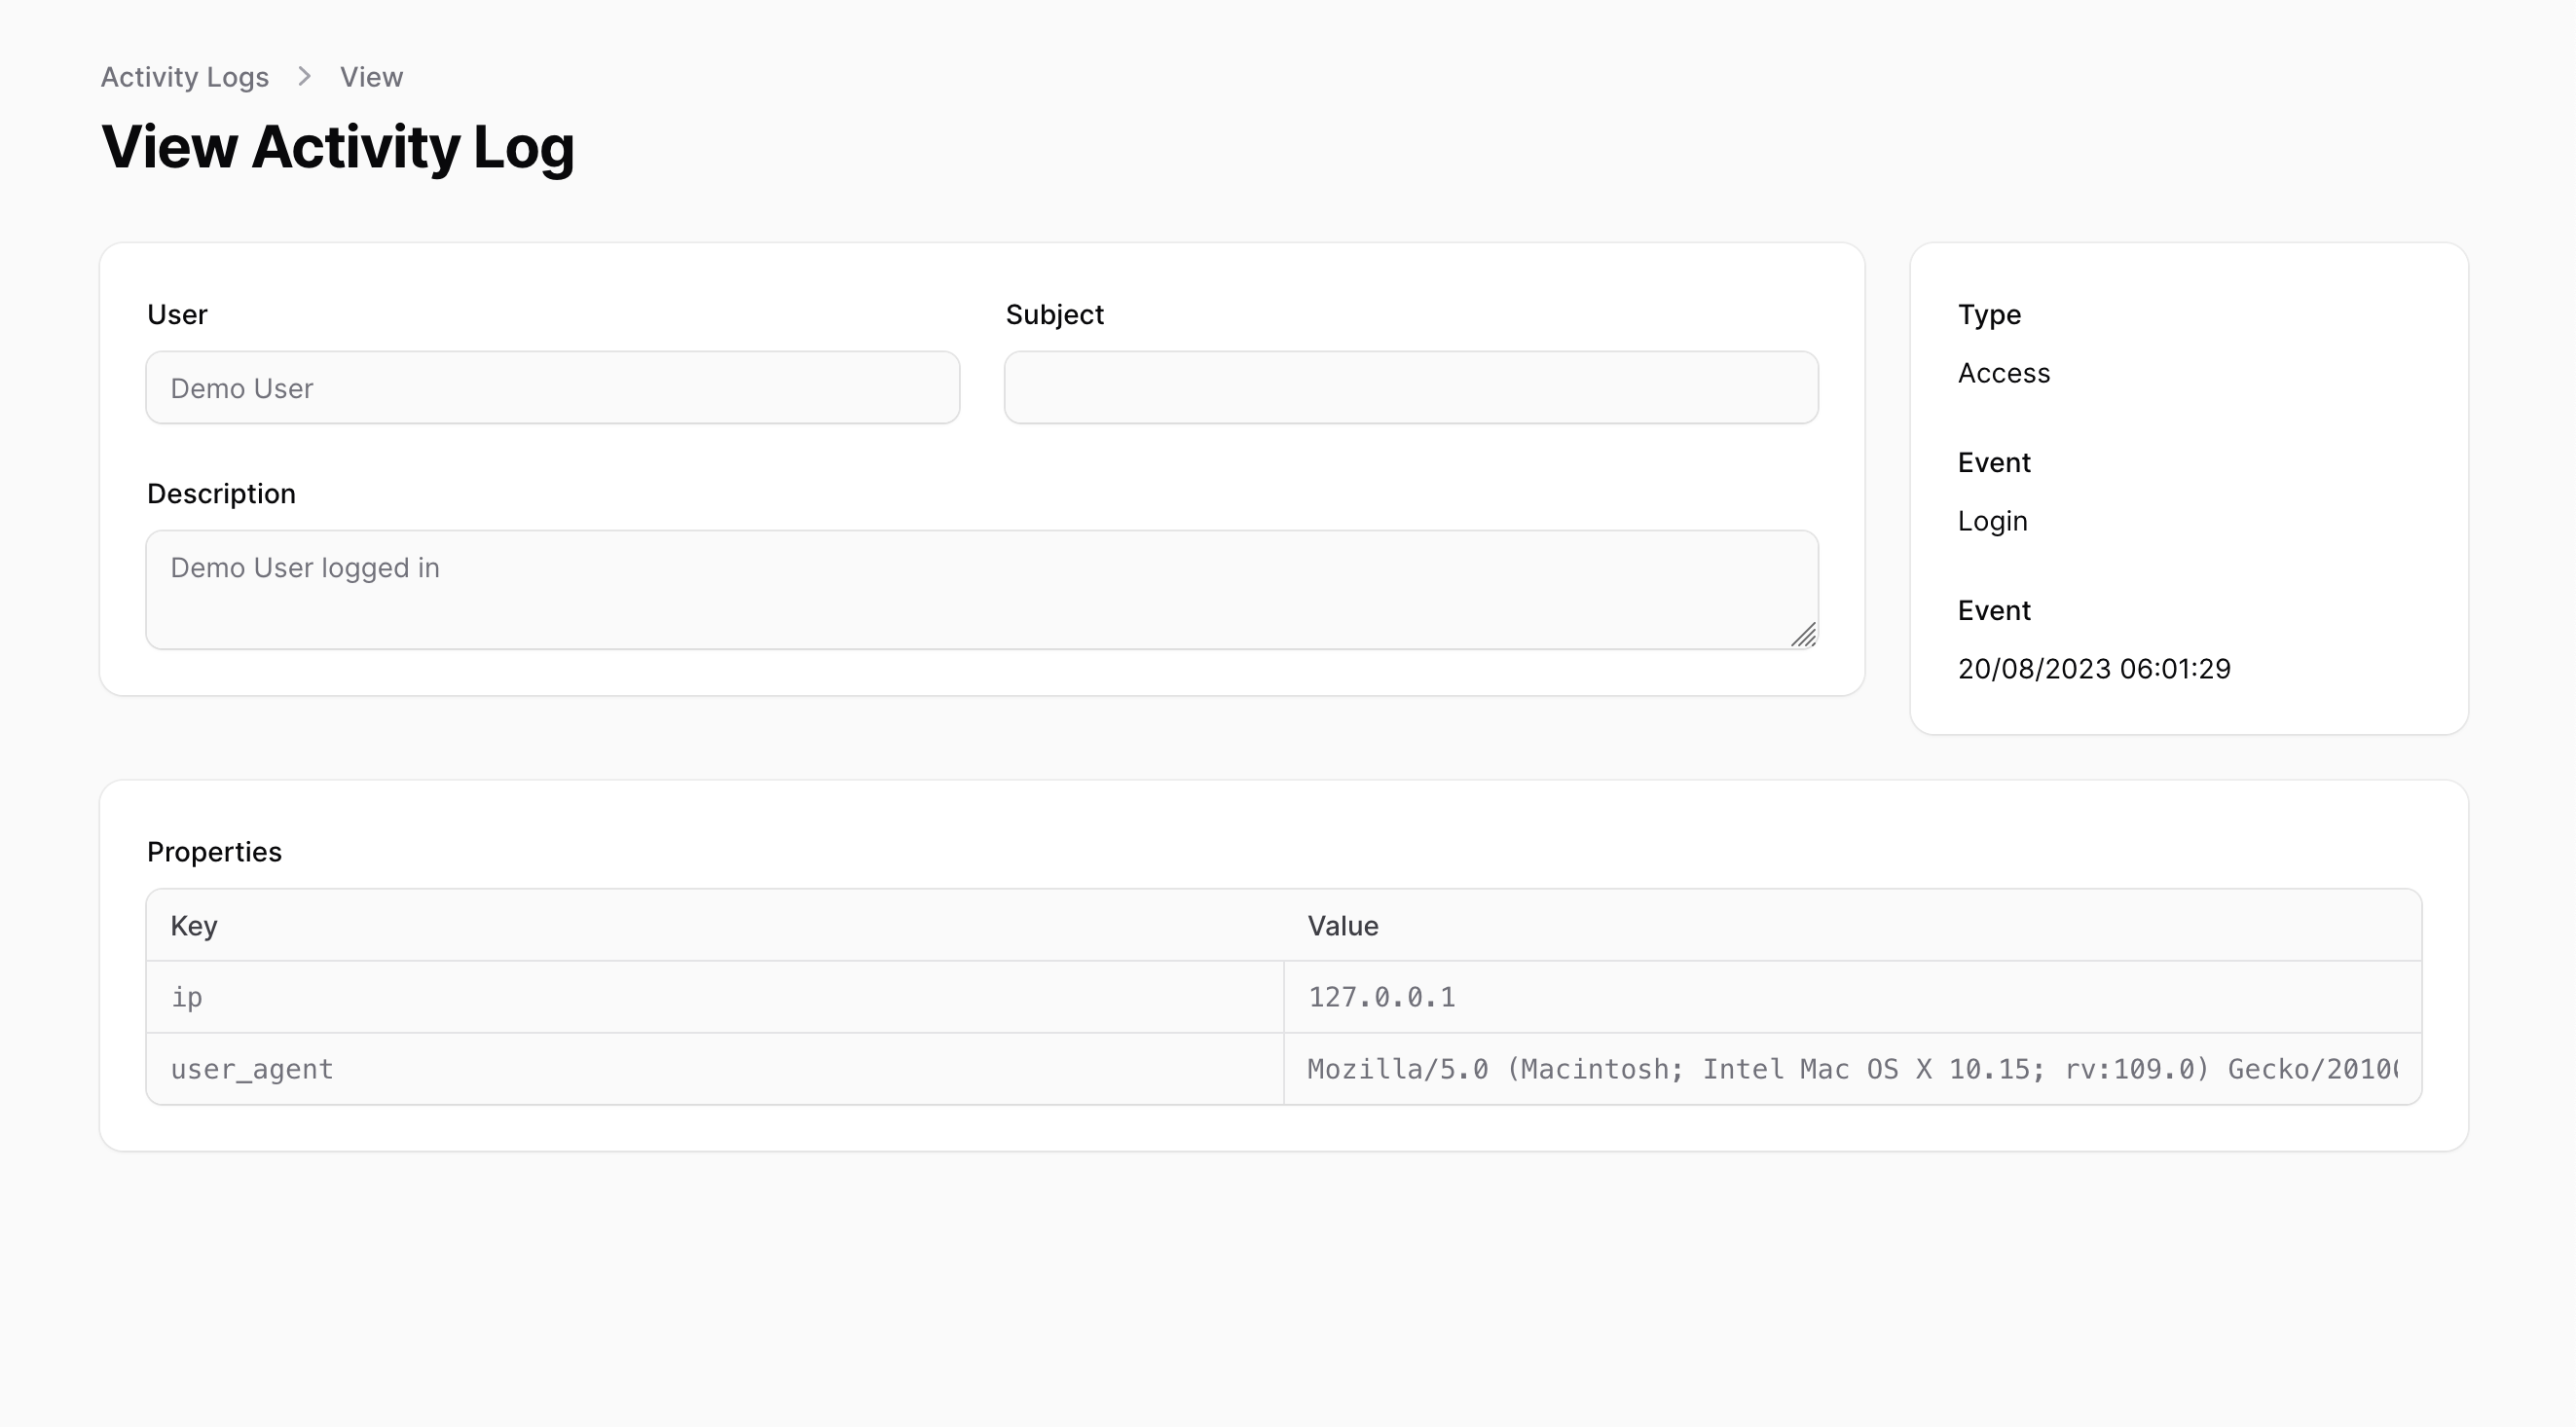 Activity Logs > View
View Activity Log
User
Demo User
Subject
Description
Demo User logged in
Type
Access
Event
Login
Event
20/08/2023 06:01:29
Properties
Key Value
ip 127.0.0.1
user_agent Mozilla/5.0 (Macintosh; Intel Mac OS X 10.15; rv:109.0) Gecko/2010